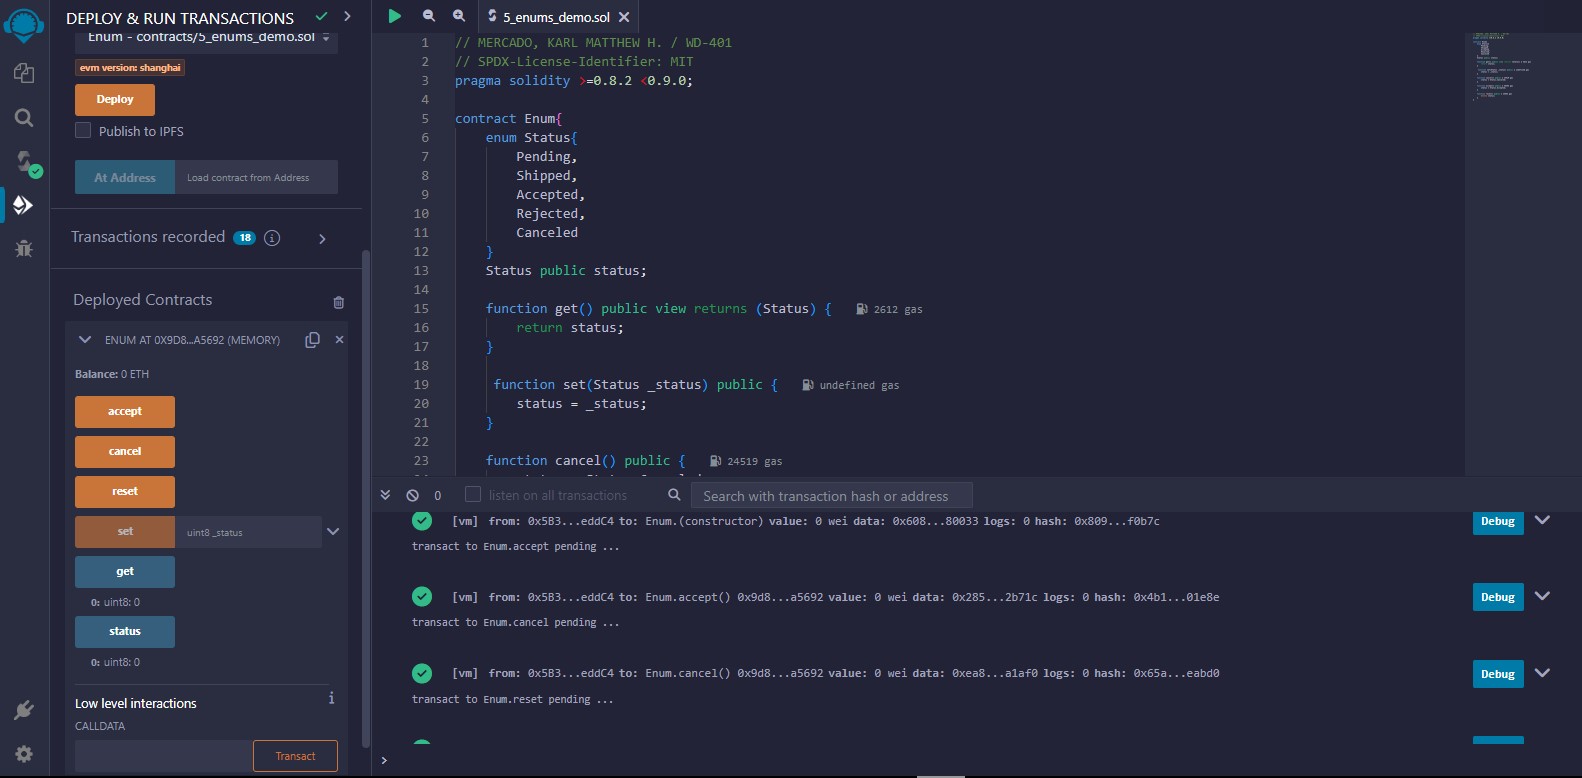 DEPLOY & RUN TRANSACTIONS
Enum - contracts/5_enums_demo.sol
evm version: shanghai
Deploy
Publish to IPFS
At Address
Load contract from Address
Transactions recorded 18
Deployed Contracts
ENUM AT 0X9D8...A5692 (MEMORY)
Balance: 0 ETH
accept
cancel
reset
set
uint8 _status
get
0: uint8: 0
status
0: uint8: 0
Low level interactions
CALLDATA
Transact
5_enums_demo.sol
1 // MERCADO, KARL MATTHEW H. / WD-401
2 // SPDX-License-Identifier: MIT
3 pragma solidity >=0.8.2 <0.9.0;
4
5 contract Enum{
6 enum Status{
7 Pending,
8 Shipped,
9 Accepted,
10 Rejected,
11 Canceled
12 }
13 Status public status;
14
15 function get() public view returns (Status) { 2612 gas
16 return status;
17 }
18
19 function set(Status _status) public { undefined gas
20 status = _status;
21 }
22
23 function cancel() public { 24519 gas
0
listen on all transactions
Search with transaction hash or address
[vm] from: 0x5B3...eddC4 to: Enum.(constructor) value: 0 wei data: 0x608...80033 logs: 0 hash: 0x809...f0b7c
Debug
transact to Enum.accept pending ...
[vm] from: 0x5B3...eddC4 to: Enum.accept() 0x9d8...a5692 value: 0 wei data: 0x285...2b71c logs: 0 hash: 0x4b1...01e8e
Debug
transact to Enum.cancel pending ...
[vm] from: 0x5B3...eddC4 to: Enum.cancel() 0x9d8...a5692 value: 0 wei data: 0xea8...a1af0 logs: 0 hash: 0x65a...eabd0
Debug
transact to Enum.reset pending ...
>